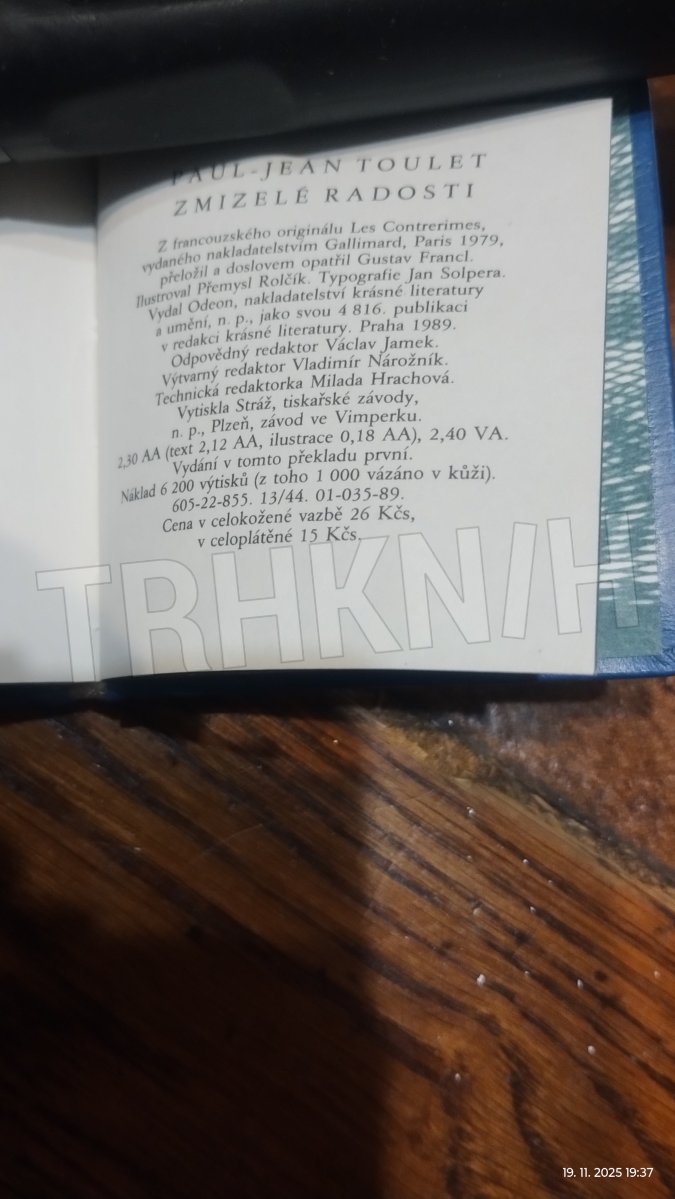 PAUL-JEAN TOULET
ZMIZELÉ RADOSTI
Z francouzského originálu Les Contrerimes,
vydaného nakladatelstvím Gallimard, Paris 1979,
přeložil a doslovem opatřil Gustav Francl.
Ilustroval Přemysl Rolčík. Typografie Jan Solpera.
Vydal Odeon, nakladatelství krásné literatury
a umění, n. p., jako svou 4 816. publikaci
v redakci krásné literatury. Praha 1989.
Odpovědný redaktor Václav Jamek.
Výtvarný redaktor Vladimír Nárožník.
Technická redaktorka Milada Hrachová.
Vytiskla Stráž, tiskařské závody,
n. p., Plzeň, závod ve Vimperku.
2,30 AA (text 2,12 AA, ilustrace 0,18 AA), 2,40 VA.
Vydání v tomto překladu první.
Náklad 6 200 výtisků (z toho 1 000 vázáno v kůži).
605-22-855. 13/44. 01-035-89.
Cena v celokožené vazbě 26 Kčs,
v celoplátěné 15 Kčs.
TRHKNIH
19. 11. 2025 19:37